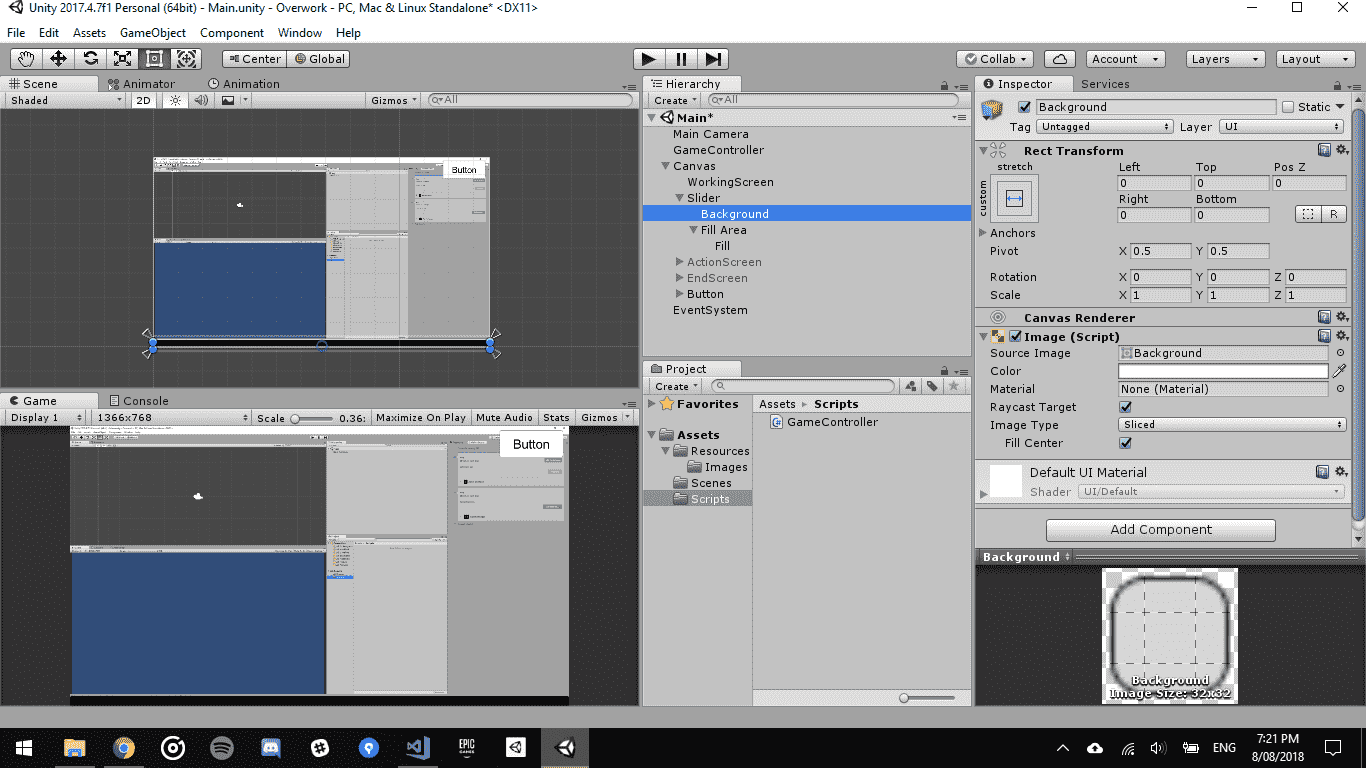 Unity 2017.4.7f1 Personal (64bit) - Main.unity - Overwork - PC, Mac & Linux Standalone* <DX11>
File Edit Assets GameObject Component Window Help
Center Global Collab Account Layers Layout
Scene Animator Animation
Shaded 2D Gizmos All
Button
Game Console
Display 1 1366x768 Scale 0.36: Maximize On Play Mute Audio Stats Gizmos
Button
Hierarchy
Create All
Main*
Main Camera
GameController
Canvas
WorkingScreen
Slider
Background
Fill Area
Fill
ActionScreen
EndScreen
Button
EventSystem
Project
Create
Favorites
Assets
Resources
Images
Scenes
Scripts
Assets Scripts
GameController
Inspector Services
Background Static
Tag Untagged Layer UI
Rect Transform
stretch Left Top Pos Z
custom 0 0 0
Right Bottom
0 0 R
Anchors
Pivot X 0.5 Y 0.5
Rotation X 0 Y 0 Z 0
Scale X 1 Y 1 Z 1
Canvas Renderer
Image (Script)
Source Image Background
Color
Material None (Material)
Raycast Target
Image Type Sliced
Fill Center
Default UI Material
Shader UI/Default
Add Component
Background
Background
Image Size: 32x32
EPIC GAMES
ENG
7:21 PM
8/08/2018